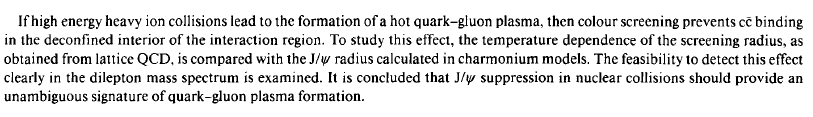 If high energy heavy ion collisions lead to the formation of a hot quark–gluon plasma, then colour screening prevents cc̄ binding
in the deconfined interior of the interaction region. To study this effect, the temperature dependence of the screening radius, as
obtained from lattice QCD, is compared with the J/ψ radius calculated in charmonium models. The feasibility to detect this effect
clearly in the dilepton mass spectrum is examined. It is concluded that J/ψ suppression in nuclear collisions should provide an
unambiguous signature of quark–gluon plasma formation.